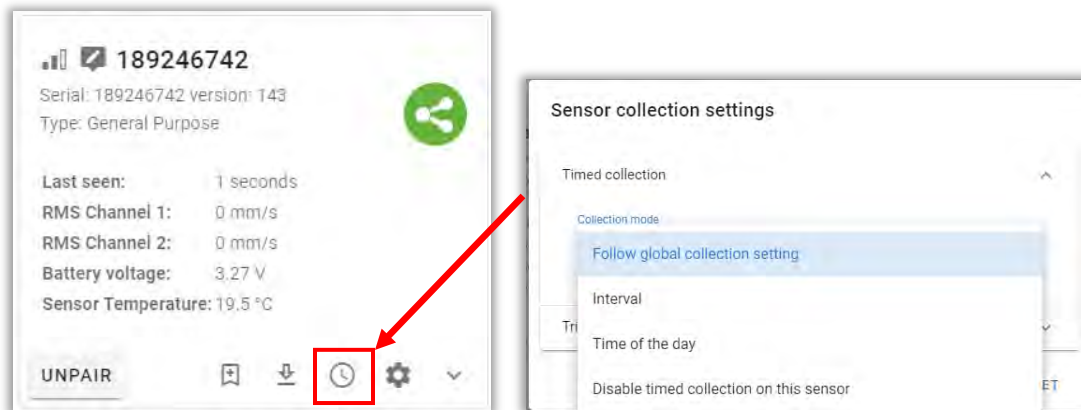 189246742
Serial: 189246742 version: 143
Type: General Purpose
Last seen: 1 seconds
RMS Channel 1: 0 mm/s
RMS Channel 2: 0 mm/s
Battery voltage: 3.27 V
Sensor Temperature: 19.5 °C
UNPAIR
Sensor collection settings
Timed collection
Collection mode
Follow global collection setting
Interval
Tri
Time of the day
Disable timed collection on this sensor
ET